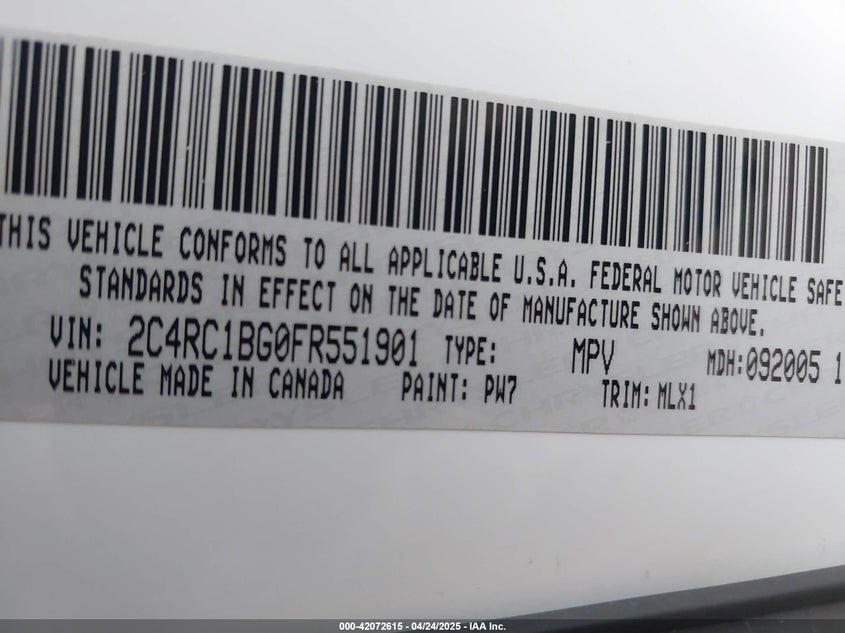 THIS VEHICLE CONFORMS TO ALL APPLICABLE U.S.A. FEDERAL MOTOR VEHICLE SAFE
STANDARDS IN EFFECT ON THE DATE OF MANUFACTURE SHOWN ABOVE.
VIN: 2C4RC1BG0FR551901 TYPE: MPV MDH:092005 1
VEHICLE MADE IN CANADA PAINT: PW7 TRIM: MLX1
000-42072615 - 04/24/2025 - IAA Inc.